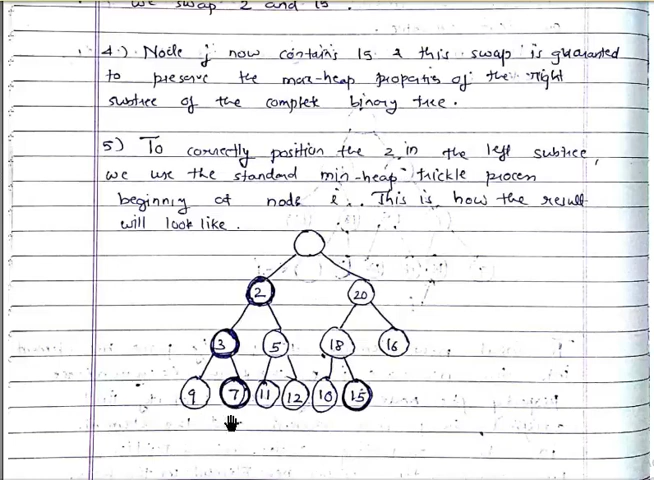 we swap 2 and 15.
4.) Node j now contains 15 & this swap is guaranted
to preserve the max-heap properties of the right
subtree of the complete binary tree.
5) To correctly position the 2 in the left subtree,
we use the standard min-heap trickle process
beginning at node i.. This is how the result
will look like.
2 20
3 5 18 16
9 7 11 12 10 15